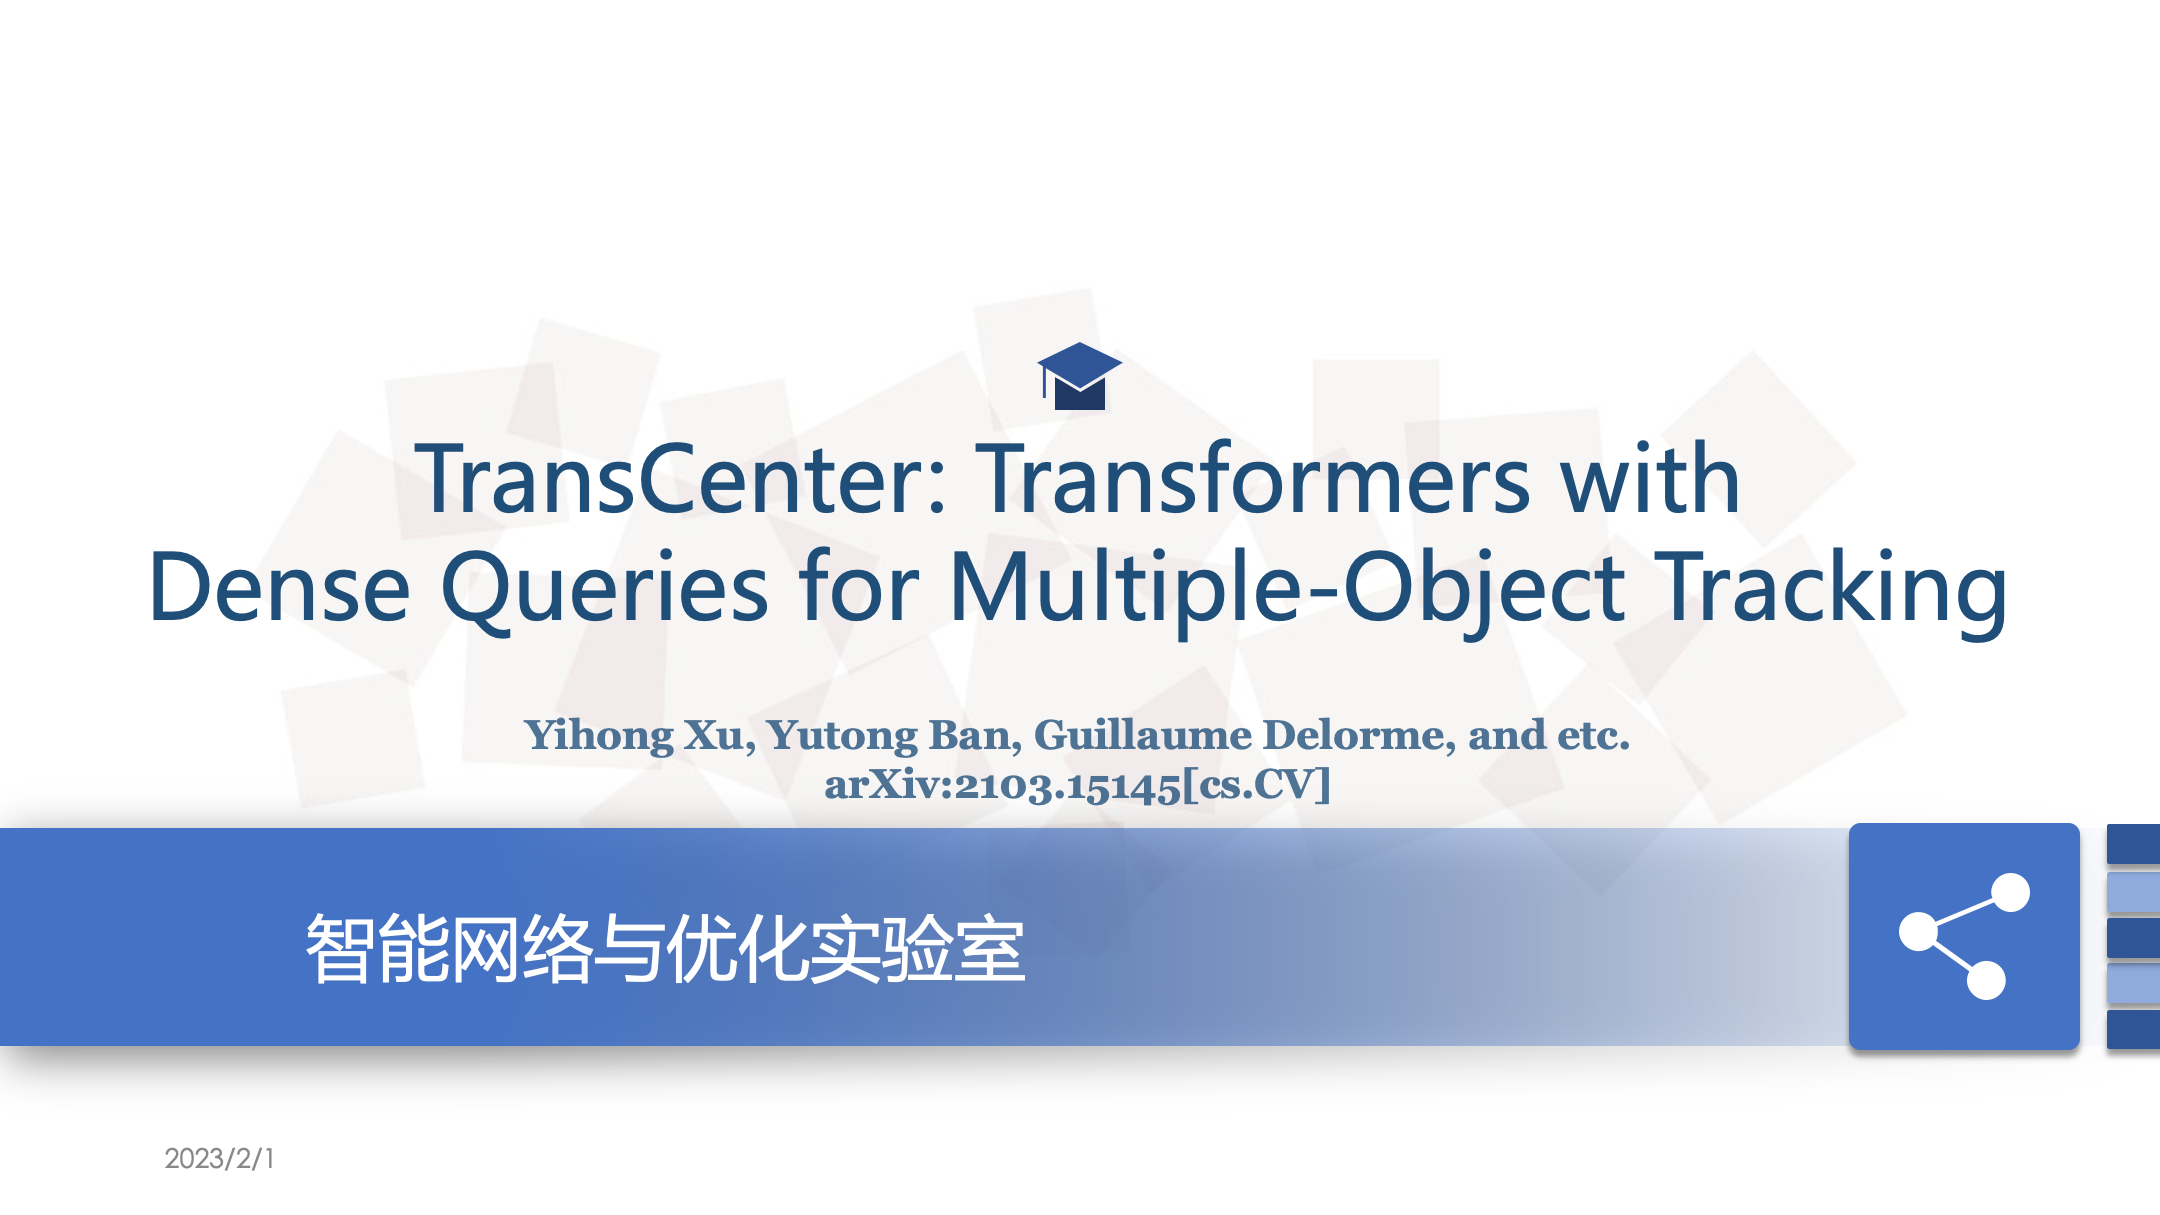 TransCenter: Transformers with
Dense Queries for Multiple-Object Tracking
Yihong Xu, Yutong Ban, Guillaume Delorme, and etc.
arXiv:2103.15145[cs.CV]
智能网络与优化实验室
2023/2/1